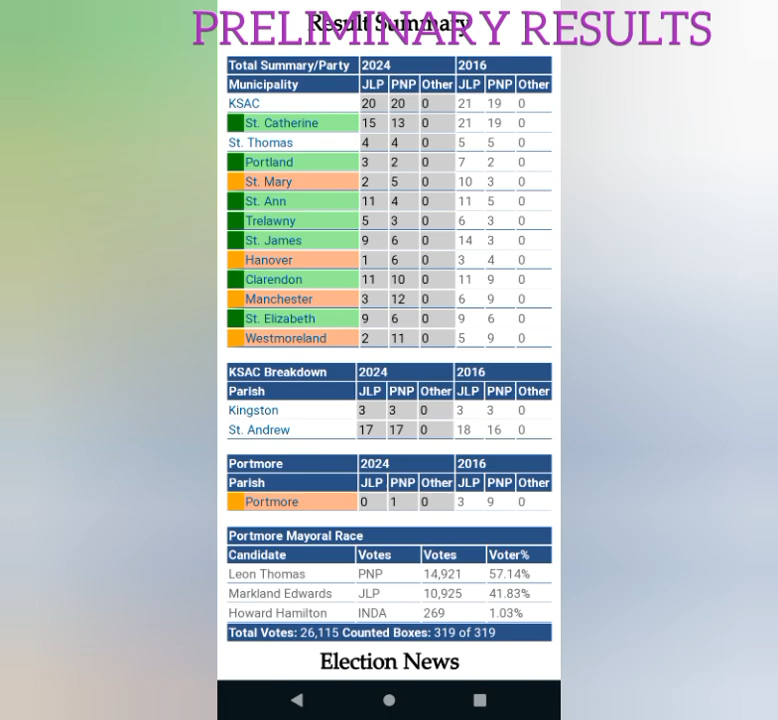 PRELIMINARY RESULTS
Result Summary
Total Summary/Party 2024 2016
Municipality JLP PNP Other JLP PNP Other
KSAC 20 20 0 21 19 0
St. Catherine 15 13 0 21 19 0
St. Thomas 4 4 0 5 5 0
Portland 3 2 0 7 2 0
St. Mary 2 5 0 10 3 0
St. Ann 11 4 0 11 5 0
Trelawny 5 3 0 6 3 0
St. James 9 6 0 14 3 0
Hanover 1 6 0 3 4 0
Clarendon 11 10 0 11 9 0
Manchester 3 12 0 6 9 0
St. Elizabeth 9 6 0 9 6 0
Westmoreland 2 11 0 5 9 0
KSAC Breakdown 2024 2016
Parish JLP PNP Other JLP PNP Other
Kingston 3 3 0 3 3 0
St. Andrew 17 17 0 18 16 0
Portmore 2024 2016
Parish JLP PNP Other JLP PNP Other
Portmore 0 1 0 3 9 0
Portmore Mayoral Race
Candidate Votes Votes Voter%
Leon Thomas PNP 14,921 57.14%
Markland Edwards JLP 10,925 41.83%
Howard Hamilton INDA 269 1.03%
Total Votes: 26,115 Counted Boxes: 319 of 319
Election News